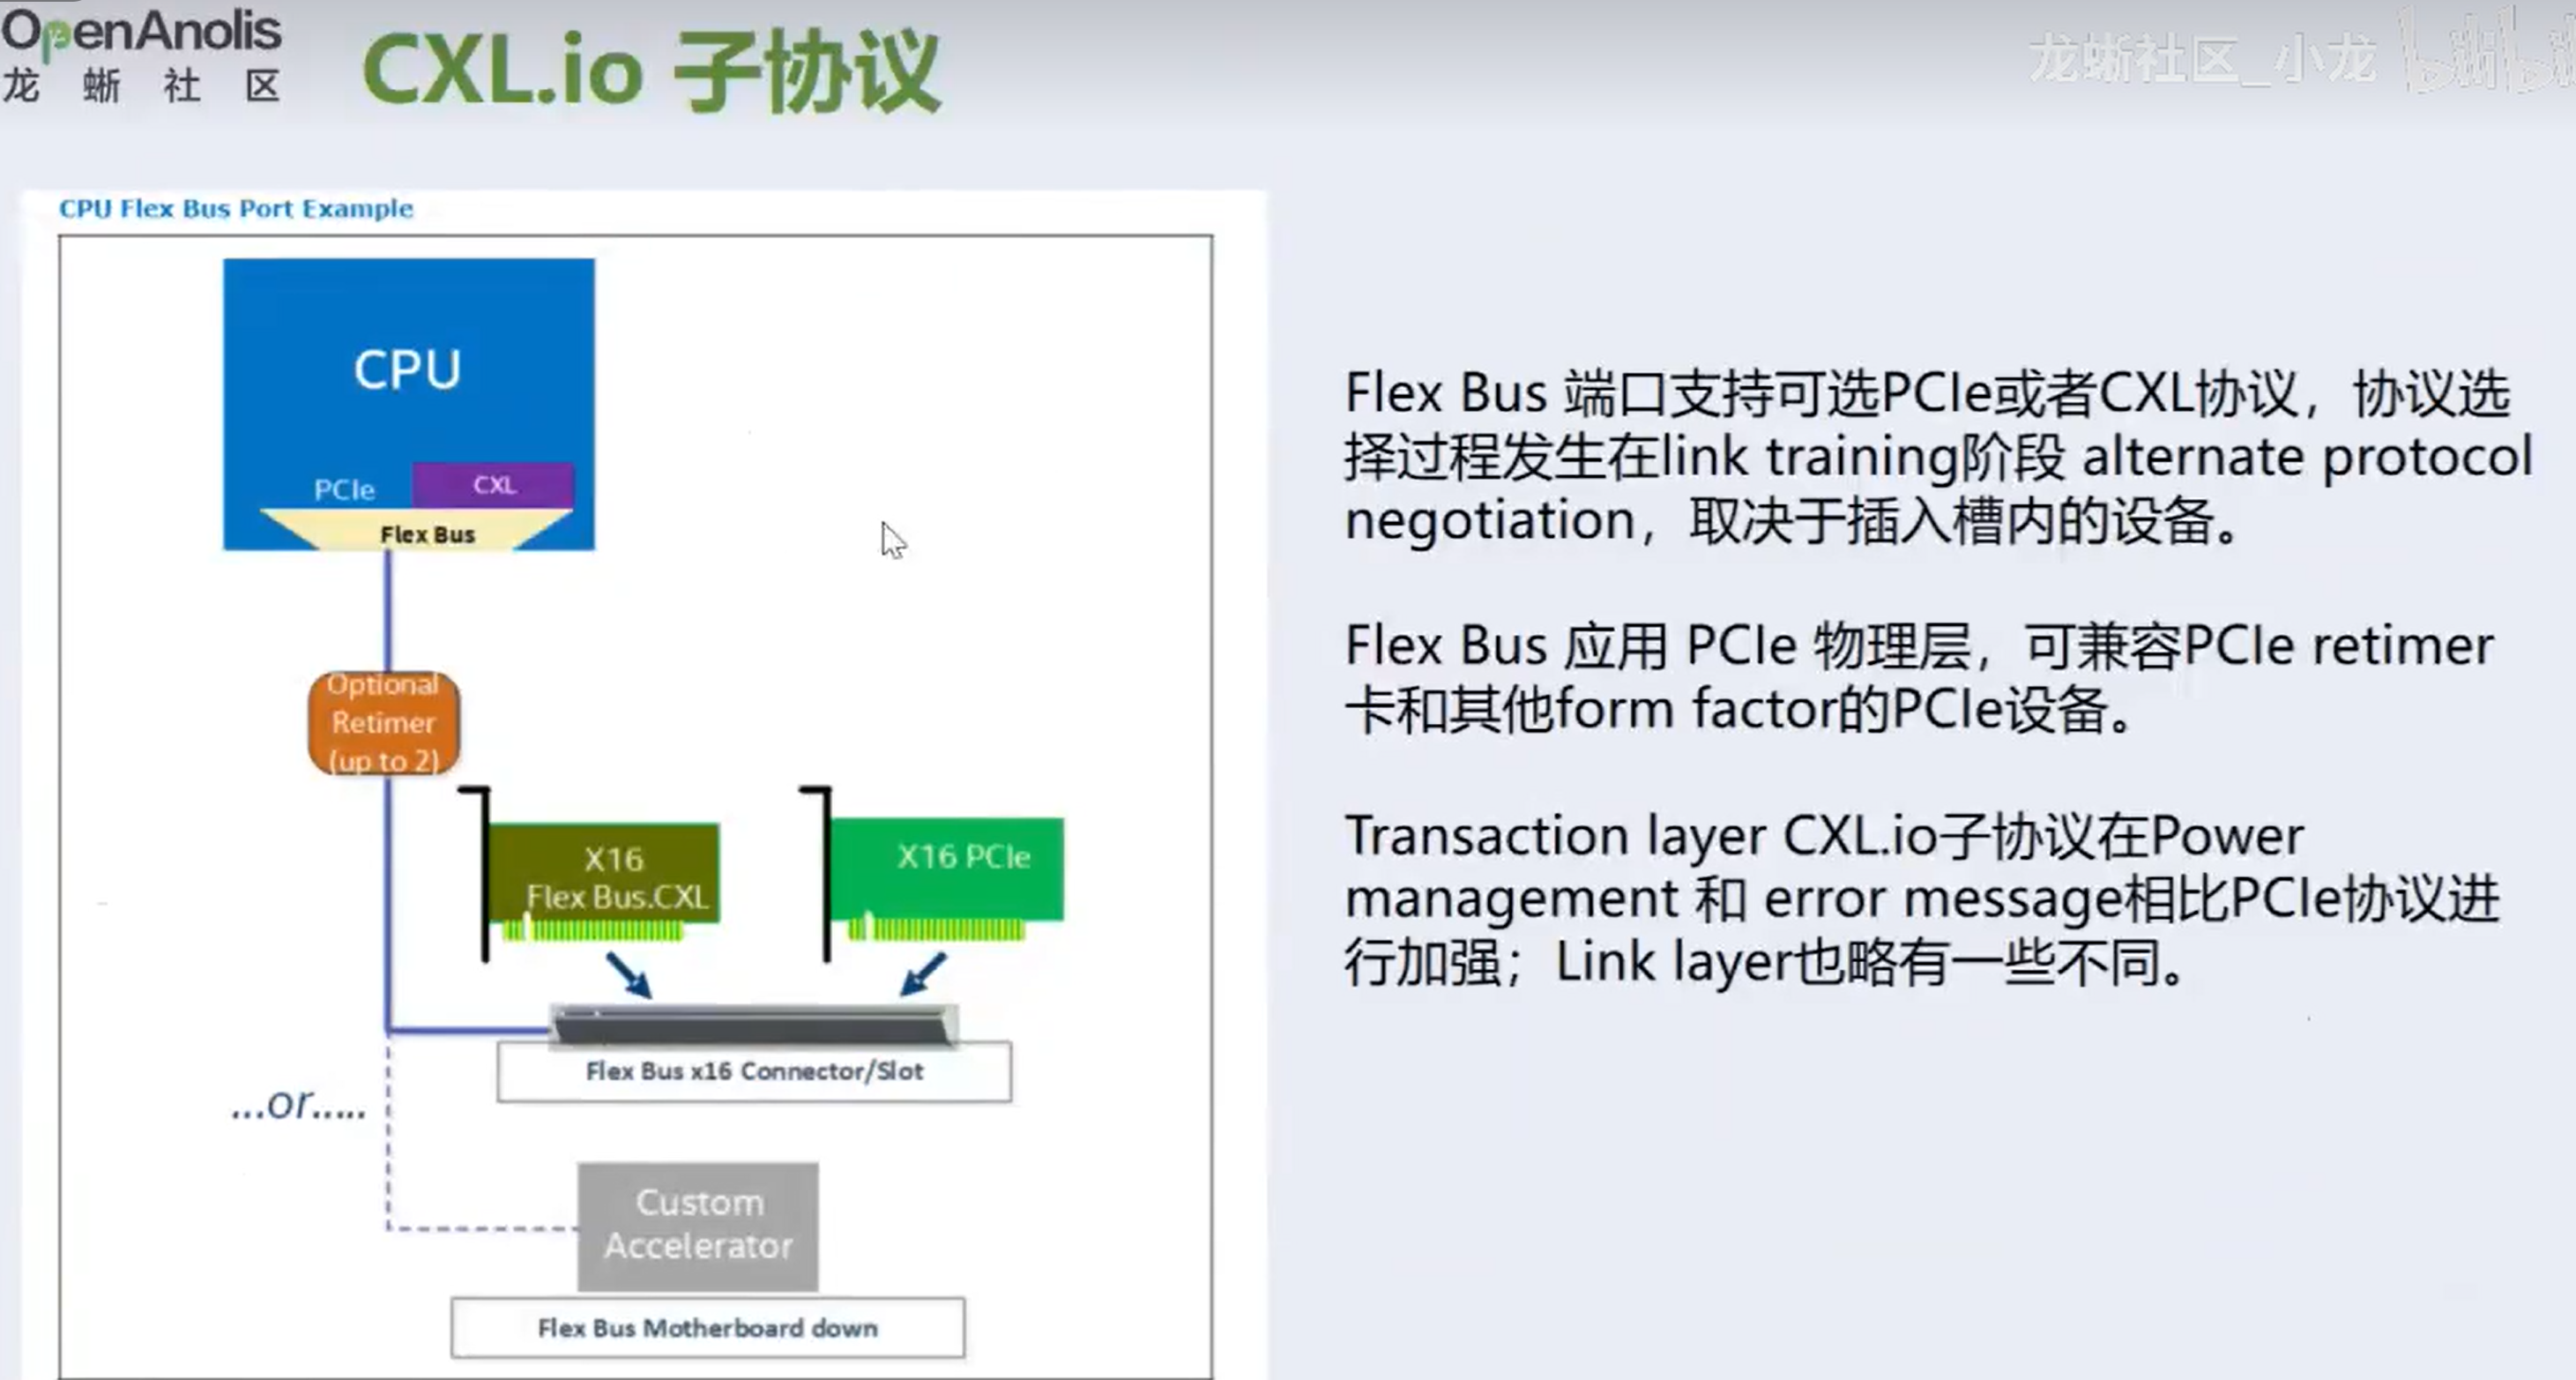 OpenAnolis
龙蜥社区
CXL.io 子协议
龙蜥社区_小龙
CPU Flex Bus Port Example
CPU
PCIe
CXL
Flex Bus
Optional
Retimer
(up to 2)
X16
Flex Bus.CXL
X16 PCIe
Flex Bus x16 Connector/Slot
...or.....
Custom
Accelerator
Flex Bus Motherboard down
Flex Bus 端口支持可选PCIe或者CXL协议，协议选
择过程发生在link training阶段 alternate protocol
negotiation，取决于插入槽内的设备。
Flex Bus 应用 PCIe 物理层，可兼容PCIe retimer
卡和其他form factor的PCIe设备。
Transaction layer CXL.io子协议在Power
management 和 error message相比PCIe协议进
行加强；Link layer也略有一些不同。